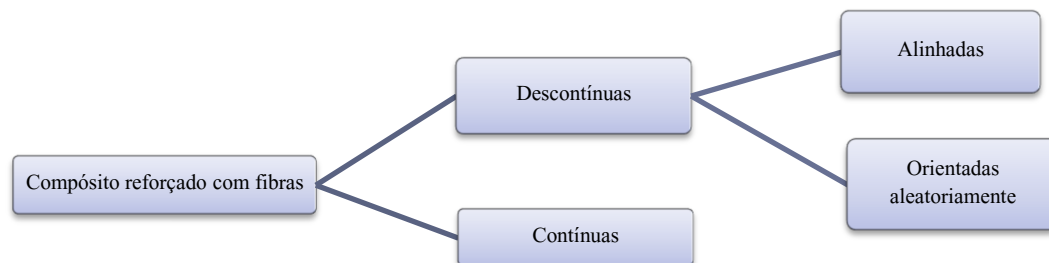 Compósito reforçado com fibras
Descontínuas
Contínuas
Alinhadas
Orientadas
aleatoriamente